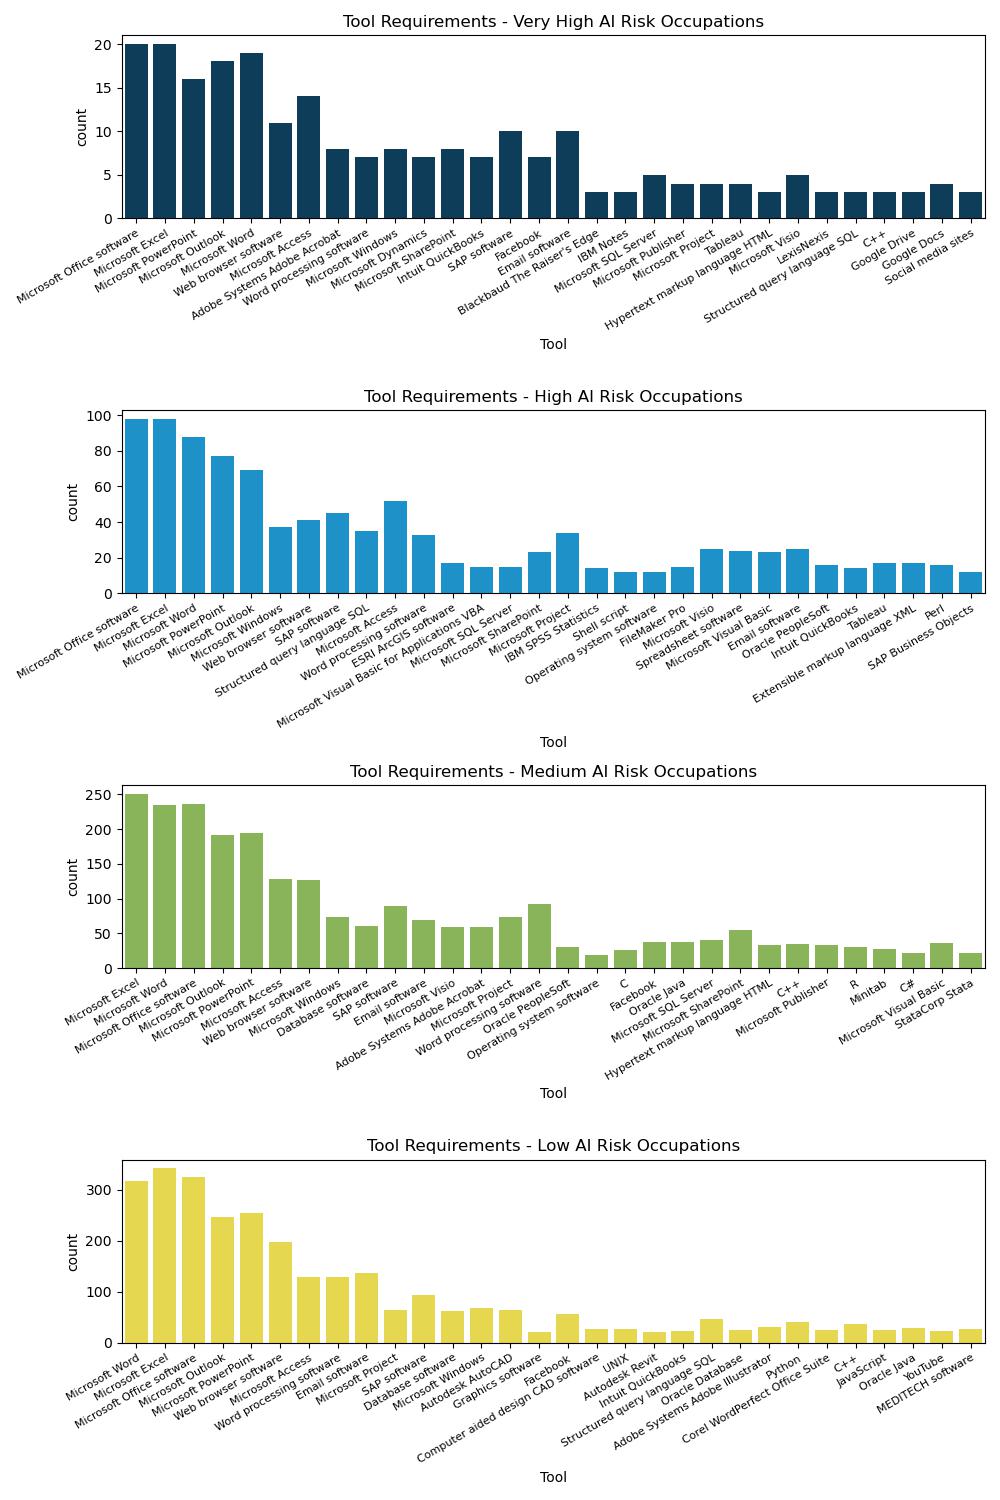 Tool Requirements - Very High AI Risk Occupations
20
15
10
5
0
count
Microsoft Office software
Microsoft Excel
Microsoft PowerPoint
Microsoft Outlook
Microsoft Word
Web browser software
Microsoft Access
Adobe Systems Adobe Acrobat
Word processing software
Microsoft Windows
Microsoft Dynamics
Microsoft SharePoint
Intuit QuickBooks
SAP software
Facebook
Email software
Blackbaud The Raiser's Edge
IBM Notes
Microsoft SQL Server
Microsoft Publisher
Microsoft Project
Tableau
Hypertext markup language HTML
Microsoft Visio
LexisNexis
Structured query language SQL
C++
Google Drive
Google Docs
Social media sites
Tool
Tool Requirements - High AI Risk Occupations
100
80
60
40
20
0
count
Microsoft Office software
Microsoft Excel
Microsoft Word
Microsoft PowerPoint
Microsoft Outlook
Microsoft Windows
Web browser software
SAP software
Structured query language SQL
Microsoft Access
Word processing software
ESRI ArcGIS software
Microsoft Visual Basic for Applications VBA
Microsoft SQL Server
Microsoft SharePoint
Microsoft Project
IBM SPSS Statistics
Shell script
Operating system software
FileMaker Pro
Microsoft Visio
Spreadsheet software
Microsoft Visual Basic
Email software
Oracle PeopleSoft
Intuit QuickBooks
Tableau
Extensible markup language XML
Perl
SAP Business Objects
Tool
Tool Requirements - Medium AI Risk Occupations
250
200
150
100
50
0
count
Microsoft Excel
Microsoft Word
Microsoft Office software
Microsoft Outlook
Microsoft PowerPoint
Microsoft Access
Web browser software
Microsoft Windows
Database software
SAP software
Email software
Microsoft Visio
Adobe Systems Adobe Acrobat
Microsoft Project
Word processing software
Oracle PeopleSoft
Operating system software
C
Facebook
Oracle Java
Microsoft SQL Server
Microsoft SharePoint
Hypertext markup language HTML
C++
Microsoft Publisher
R
Minitab
C#
Microsoft Visual Basic
StataCorp Stata
Tool
Tool Requirements - Low AI Risk Occupations
300
200
100
0
count
Microsoft Word
Microsoft Excel
Microsoft Office software
Microsoft Outlook
Microsoft PowerPoint
Web browser software
Microsoft Access
Word processing software
Email software
Microsoft Project
SAP software
Database software
Microsoft Windows
Autodesk AutoCAD
Graphics software
Facebook
Computer aided design CAD software
UNIX
Autodesk Revit
Intuit QuickBooks
Structured query language SQL
Oracle Database
Adobe Systems Adobe Illustrator
Python
Corel WordPerfect Office Suite
C++
JavaScript
Oracle Java
YouTube
MEDITECH software
Tool